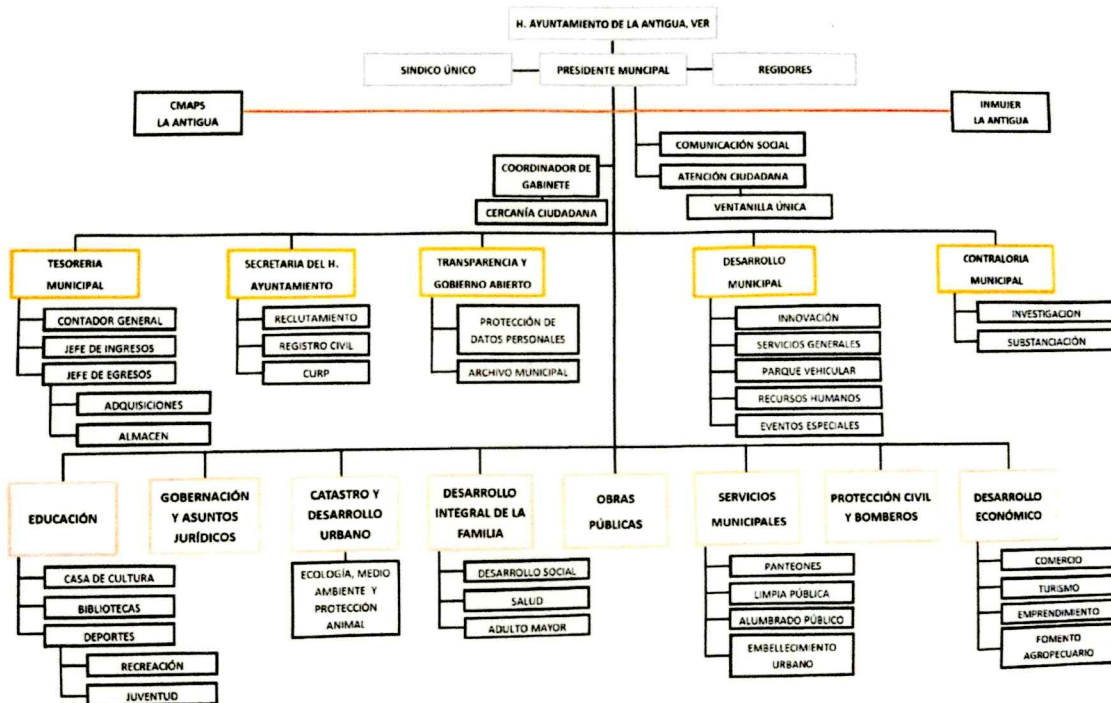 H. AYUNTAMIENTO DE LA ANTIGUA, VER
SINDICO ÚNICO
PRESIDENTE MUNCIPAL
REGIDORES
CMAPS
LA ANTIGUA
INMUJER
LA ANTIGUA
COMUNICACIÓN SOCIAL
COORDINADOR DE
GABINETE
ATENCIÓN CIUDADANA
CERCANÍA CIUDADANA
VENTANILLA ÚNICA
TESORERIA
MUNICIPAL
SECRETARIA DEL H.
AYUNTAMIENTO
TRANSPARENCIA Y
GOBIERNO ABIERTO
DESARROLLO
MUNICIPAL
CONTRALORIA
MUNICIPAL
CONTADOR GENERAL
JEFE DE INGRESOS
JEFE DE EGRESOS
ADQUISICIONES
ALMACEN
RECLUTAMIENTO
REGISTRO CIVIL
CURP
PROTECCIÓN DE
DATOS PERSONALES
ARCHIVO MUNICIPAL
INNOVACIÓN
SERVICIOS GENERALES
PARQUE VEHICULAR
RECURSOS HUMANOS
EVENTOS ESPECIALES
INVESTIGACION
SUBSTANCIACIÓN
EDUCACIÓN
GOBERNACIÓN
Y ASUNTOS
JURÍDICOS
CATASTRO Y
DESARROLLO
URBANO
DESARROLLO
INTEGRAL DE LA
FAMILIA
OBRAS
PÚBLICAS
SERVICIOS
MUNICIPALES
PROTECCIÓN CIVIL
Y BOMBEROS
DESARROLLO
ECONÓMICO
CASA DE CULTURA
BIBLIOTECAS
DEPORTES
RECREACIÓN
JUVENTUD
ECOLOGÍA, MEDIO
AMBIENTE Y
PROTECCIÓN
ANIMAL
DESARROLLO SOCIAL
SALUD
ADULTO MAYOR
PANTEONES
LIMPIA PÚBLICA
ALUMBRADO PÚBLICO
EMBELLECIMIENTO
URBANO
COMERCIO
TURISMO
EMPRENDIMIENTO
FOMENTO
AGROPECUARIO